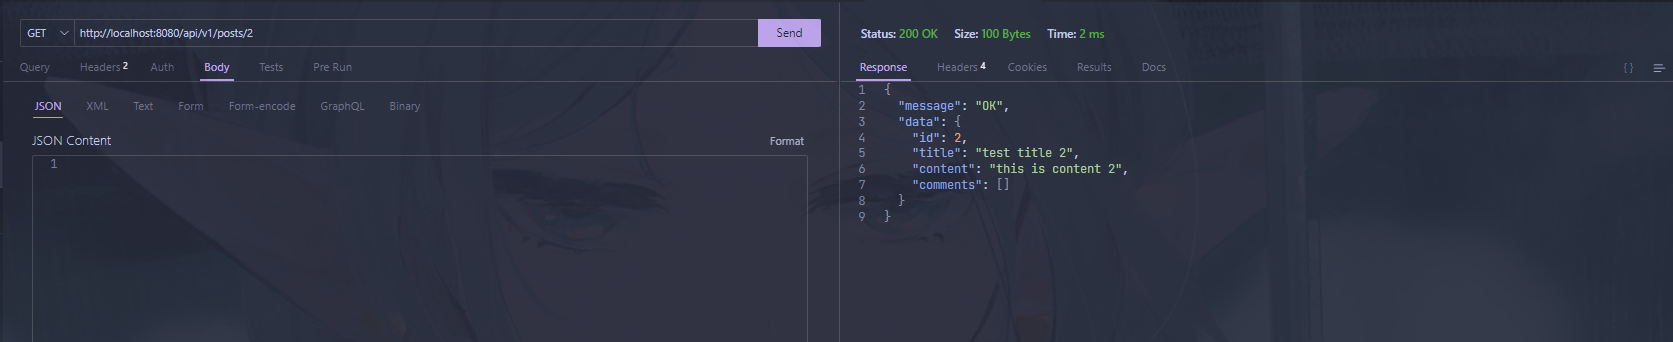 GET http://localhost:8080/api/v1/posts/2 Send
Query Headers 2 Auth Body Tests Pre Run
JSON XML Text Form Form-encode GraphQL Binary
JSON Content Format
1
Status: 200 OK Size: 100 Bytes Time: 2 ms
Response Headers 4 Cookies Results Docs { }
1 {
2 "message": "OK",
3 "data": {
4 "id": 2,
5 "title": "test title 2",
6 "content": "this is content 2",
7 "comments": []
8 }
9 }